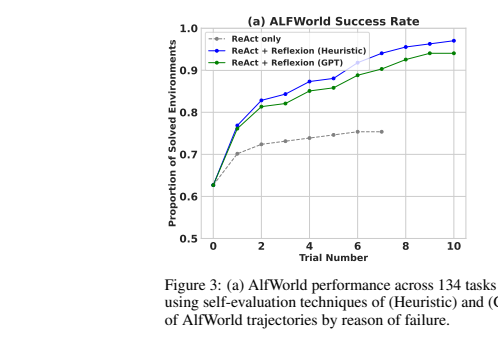 (a) ALFWorld Success Rate
1.0
0.9
0.8
0.7
0.6
0.5
Proportion of Solved Environments
ReAct only
ReAct + Reflexion (Heuristic)
ReAct + Reflexion (GPT)
0 2 4 6 8 10
Trial Number
Figure 3: (a) AlfWorld performance across 134 tasks
using self-evaluation techniques of (Heuristic) and (
of AlfWorld trajectories by reason of failure.